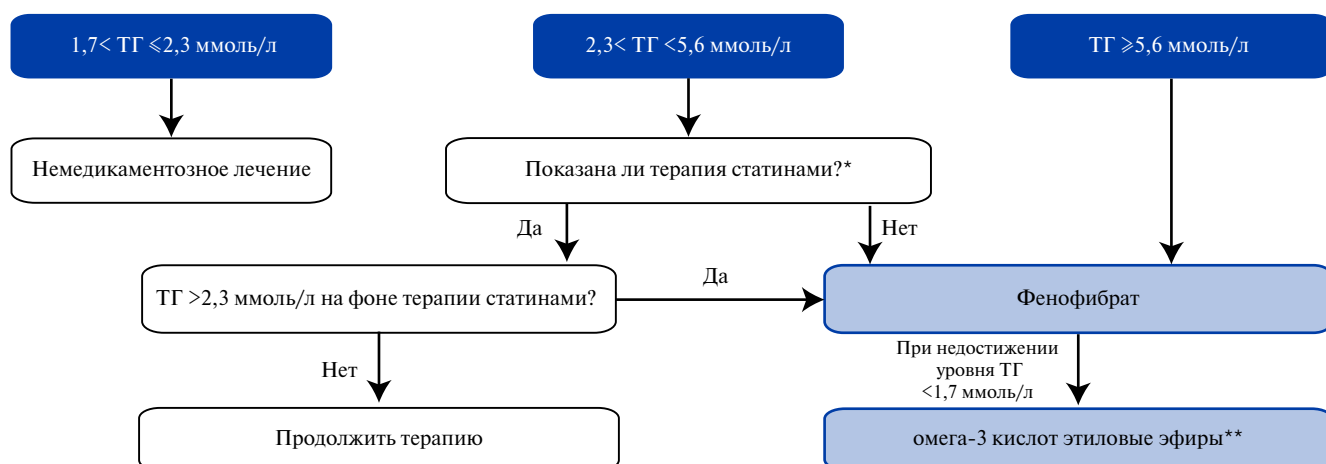 1,7< ТГ ⩽2,3 ммоль/л
2,3< ТГ <5,6 ммоль/л
ТГ ⩾5,6 ммоль/л
Немедикаментозное лечение
Показана ли терапия статинами?*
Да
Нет
ТГ >2,3 ммоль/л на фоне терапии статинами?
Да
Фенофибрат
Нет
При недостижении
уровня ТГ
<1,7 ммоль/л
Продолжить терапию
омега-3 кислот этиловые эфиры**